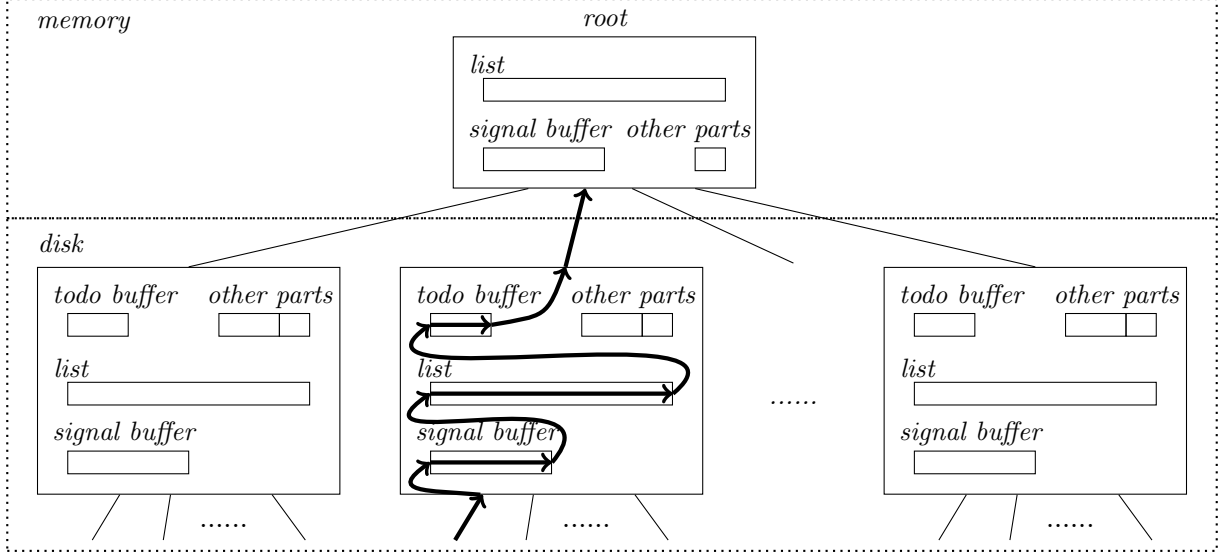 memory
root
list
signal buffer other parts
disk
todo buffer other parts
list
signal buffer
......
todo buffer other parts
list
signal buffer
......
......
todo buffer other parts
list
signal buffer
......